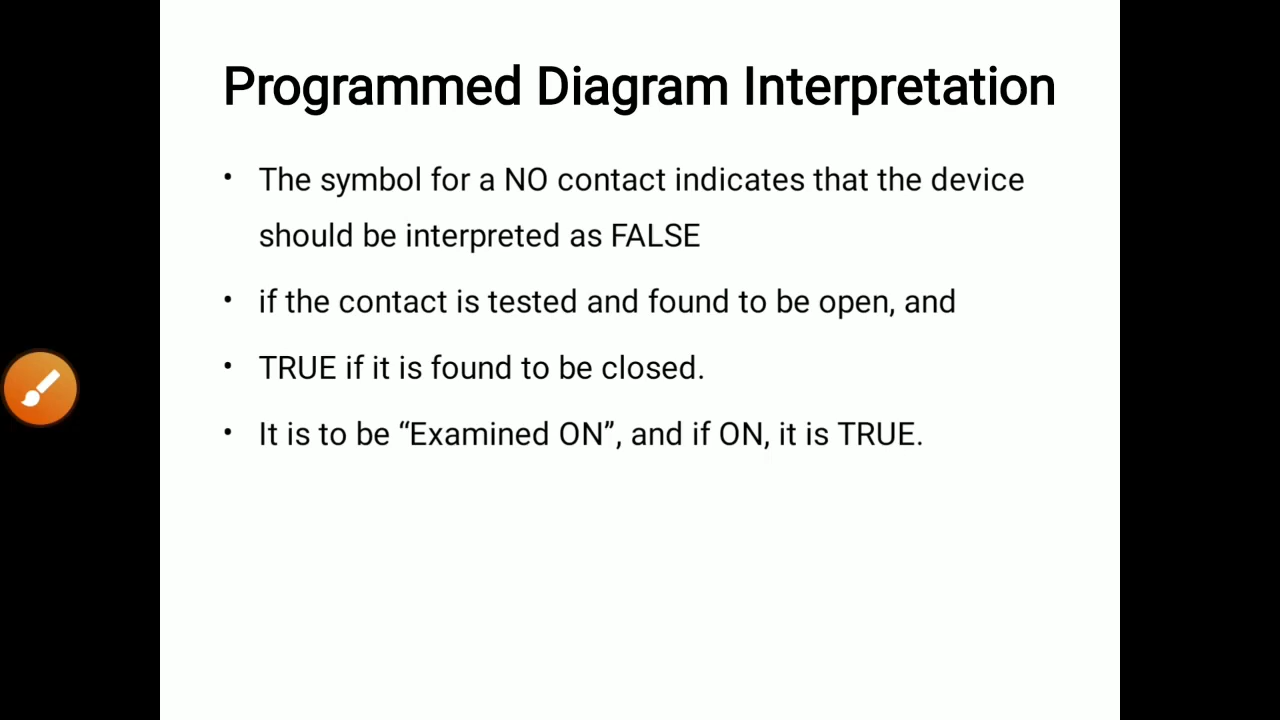 Programmed Diagram Interpretation
• The symbol for a NO contact indicates that the device
should be interpreted as FALSE
• if the contact is tested and found to be open, and
• TRUE if it is found to be closed.
• It is to be “Examined ON”, and if ON, it is TRUE.